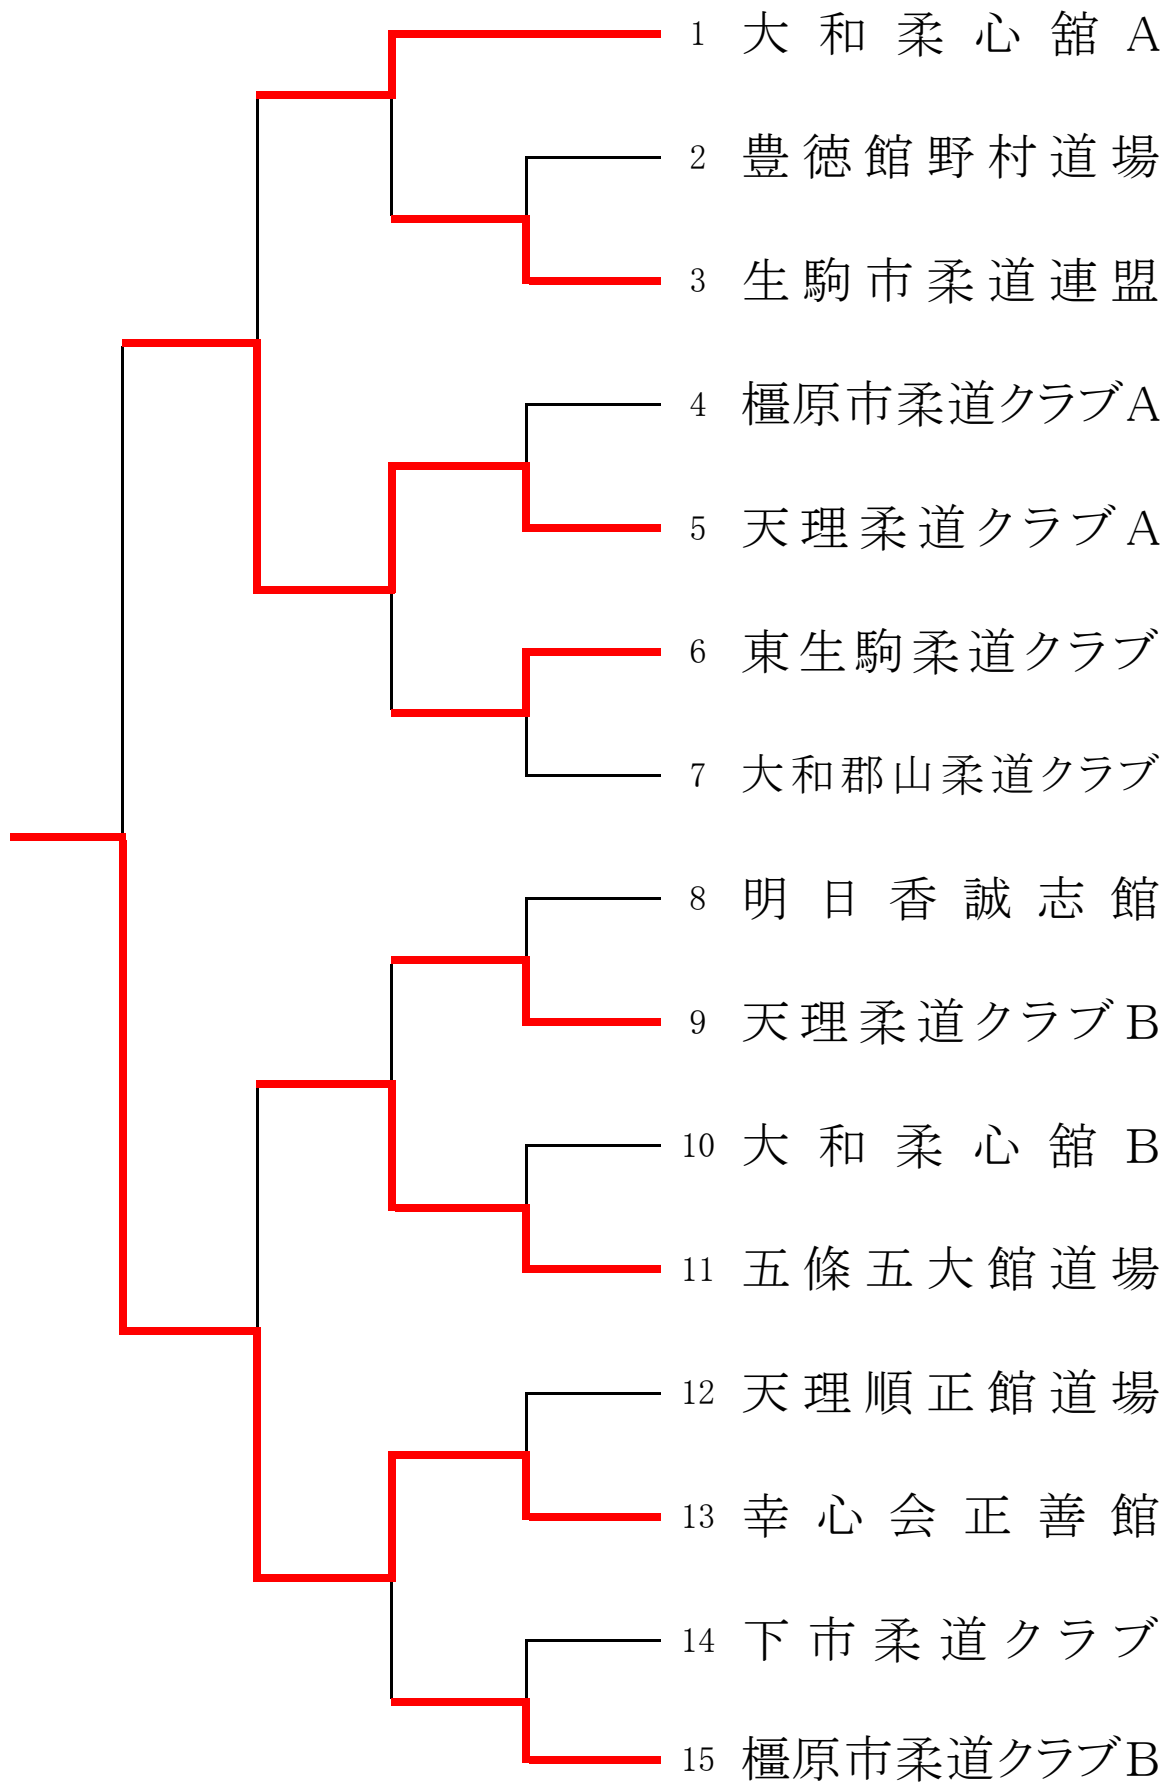 1 大和柔心舘A
2 豊徳館野村道場
3 生駒市柔道連盟
4 橿原市柔道クラブA
5 天理柔道クラブA
6 東生駒柔道クラブ
7 大和郡山柔道クラブ
8 明日香誠志館
9 天理柔道クラブB
10 大和柔心舘B
11 五條五大館道場
12 天理順正館道場
13 幸心会正善館
14 下市柔道クラブ
15 橿原市柔道クラブB